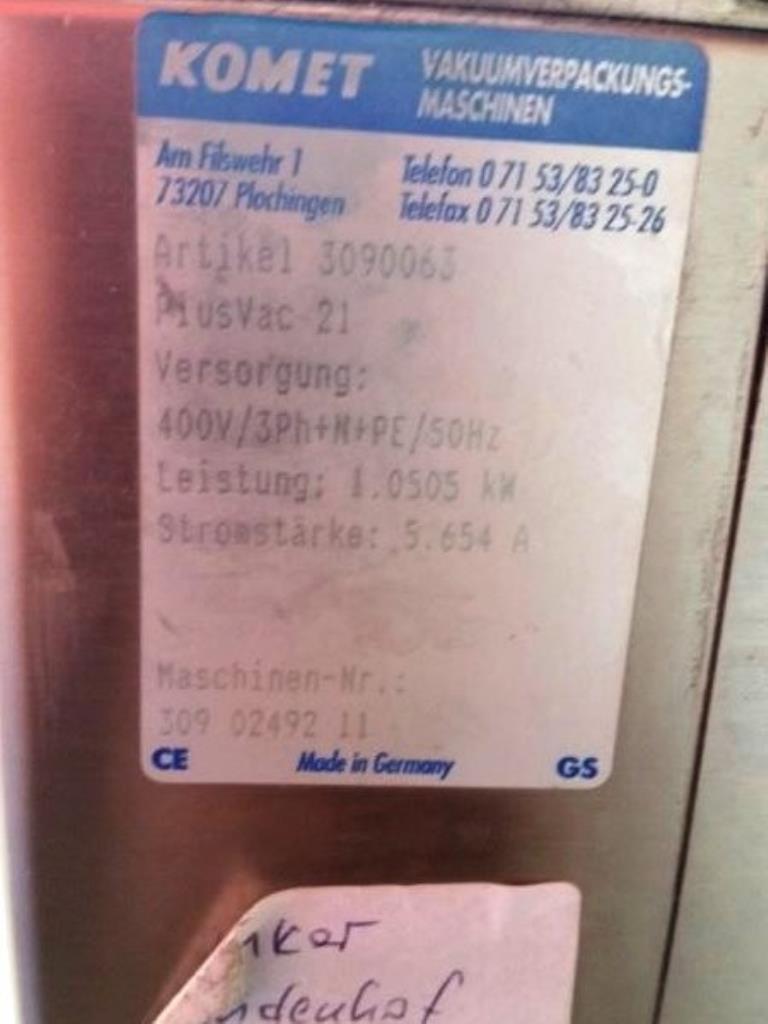 KOMET VAKUUMVERPACKUNGS-
MASCHINEN
Am Filswehr 1 Telefon 0 71 53/83 25-0
73207 Plochingen Telefax 0 71 53/83 25-26
Artikel 3090063
PlusVac 21
Versorgung:
400V/3Ph+N+PE/50Hz
Leistung: 1.0505 kW
Stromstärke: 5.654 A
Maschinen-Nr.:
309 02492 11
CE Made in Germany GS